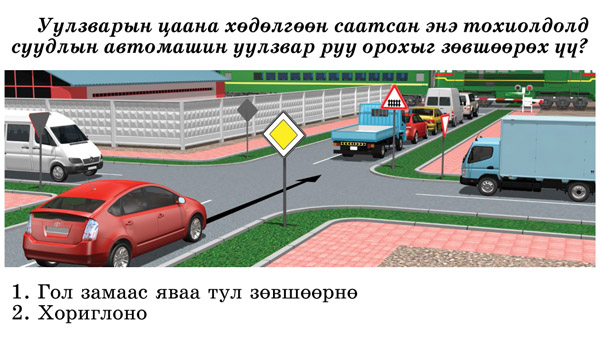 Уулзварын цаана хөдөлгөөн саатсан энэ тохиолдолд
суудлын автомашин уулзвар руу орохыг зөвшөөрөх үү?
1. Гол замаас яваа тул зөвшөөрнө
2. Хориглоно